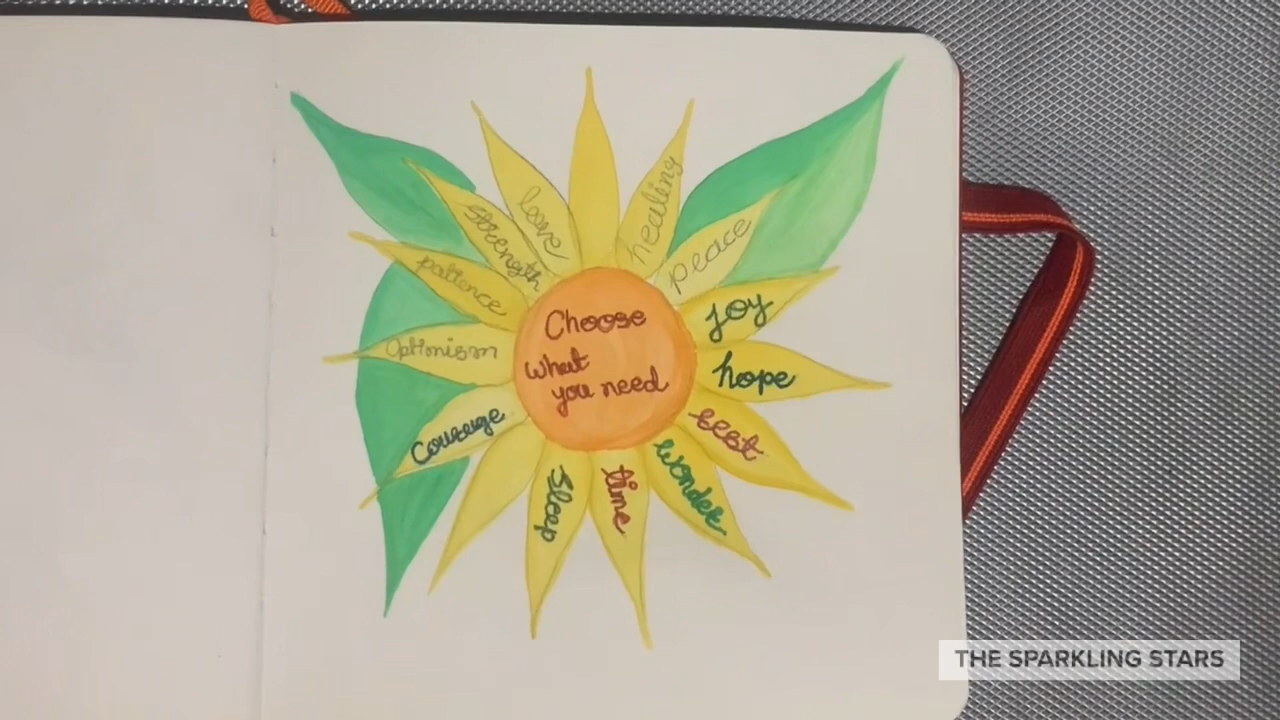 Choose
what
you need
love
healing
peace
joy
hope
rest
wonder
time
Sleep
Courage
Optimism
patience
strength
THE SPARKLING STARS